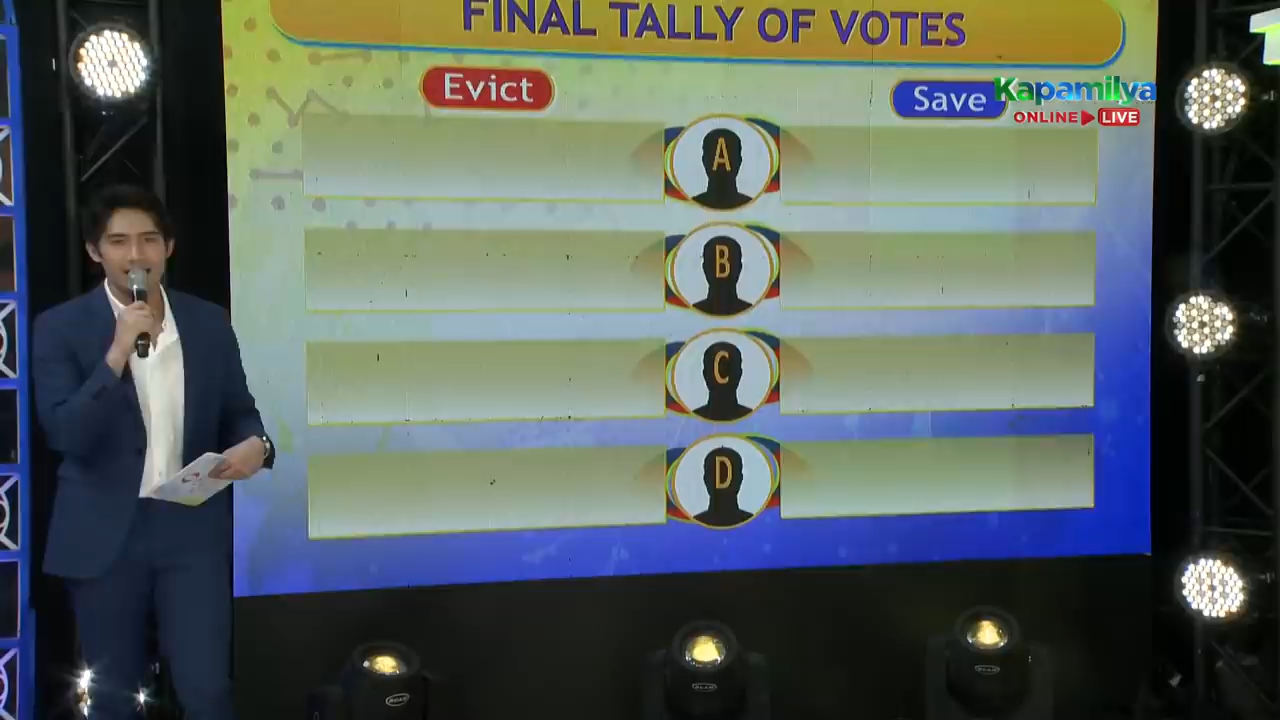 FINAL TALLY OF VOTES
Evict
Save
Kapamilya
ONLINE LIVE
A
B
C
D